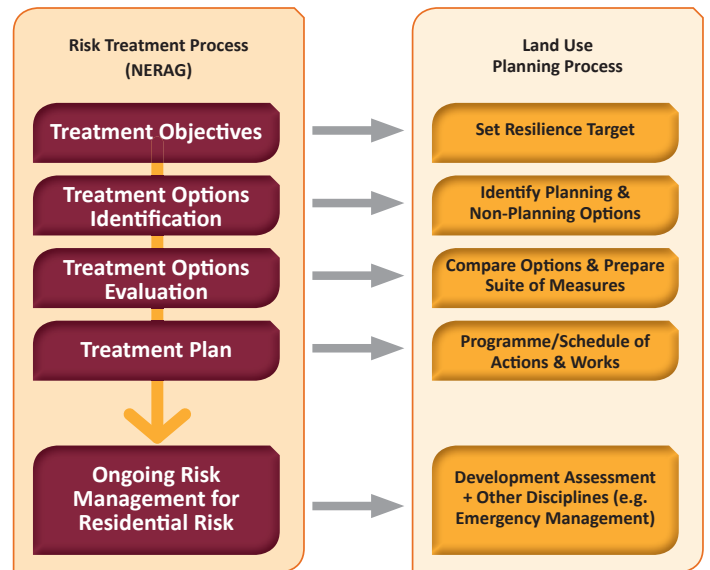 Risk Treatment Process
(NERAG)
Treatment Objectives
Treatment Options
Identification
Treatment Options
Evaluation
Treatment Plan
Ongoing Risk
Management for
Residential Risk
Land Use
Planning Process
Set Resilience Target
Identify Planning &
Non-Planning Options
Compare Options & Prepare
Suite of Measures
Programme/Schedule of
Actions & Works
Development Assessment
+ Other Disciplines (e.g.
Emergency Management)